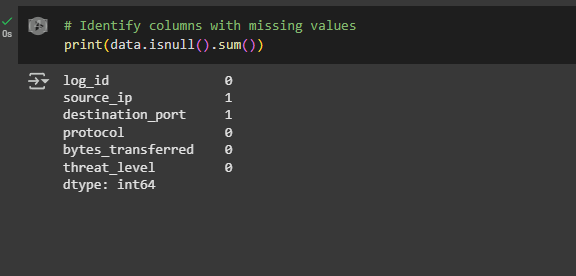 # Identify columns with missing values
0s
print(data.isnull().sum())
log_id 0
source_ip 1
destination_port 1
protocol 0
bytes_transferred 0
threat_level 0
dtype: int64